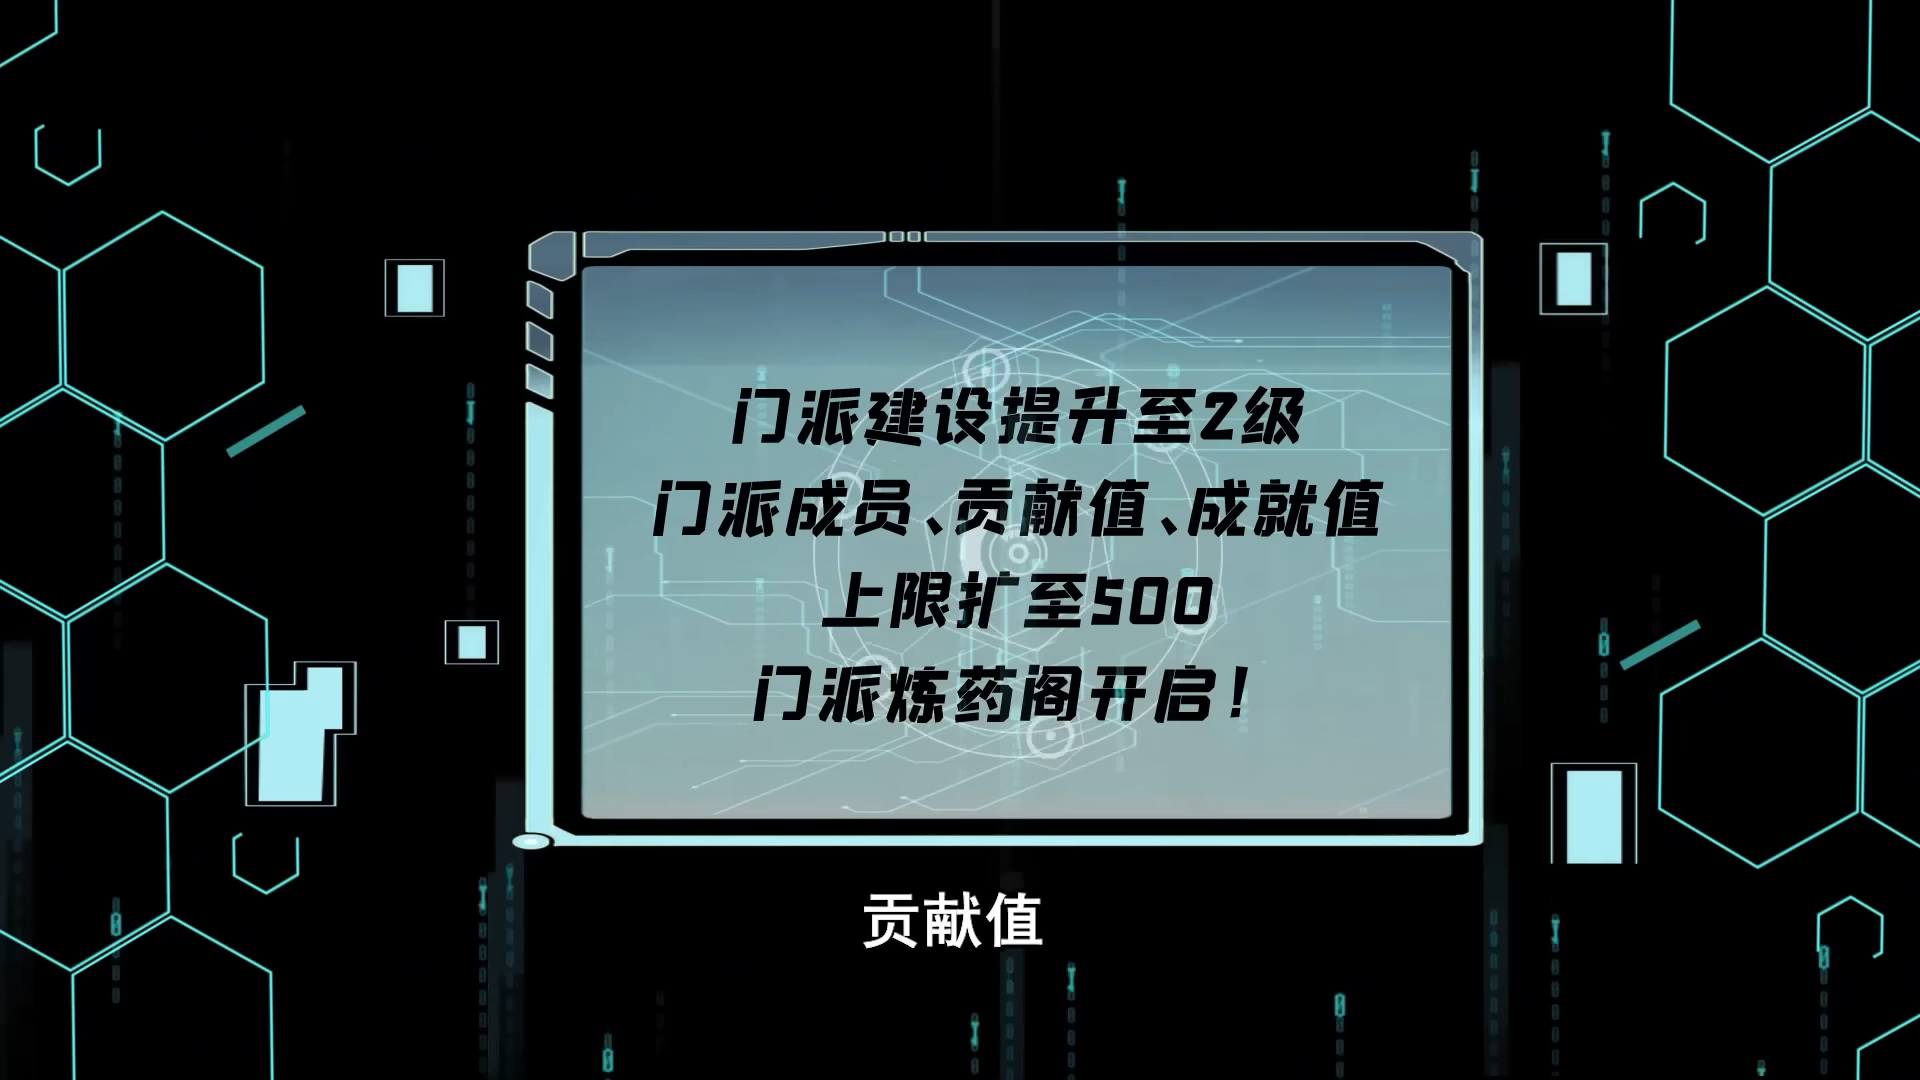 门派建设提升至2级
门派成员、贡献值、成就值
上限扩至500
门派炼药阁开启!
贡献值